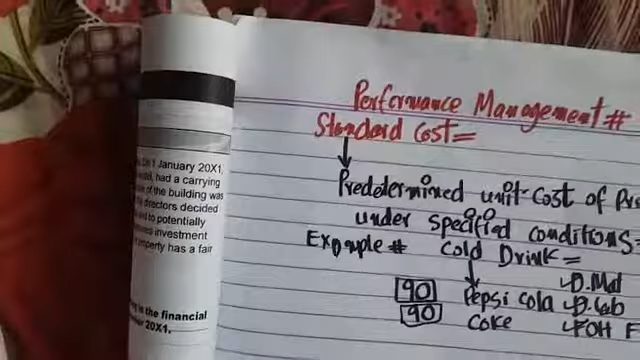 Performance Management #
Standard Cost =
Predetermined unit cost of
under specified conditions =
Example # Cold Drink =
D.Mat
90 Pepsi cola D.Lab
90 Coke FOH F
1 January 20X1,
had a carrying
of the building was
directors decided
to potentially
investment
property has a fair
in the financial
20X1.